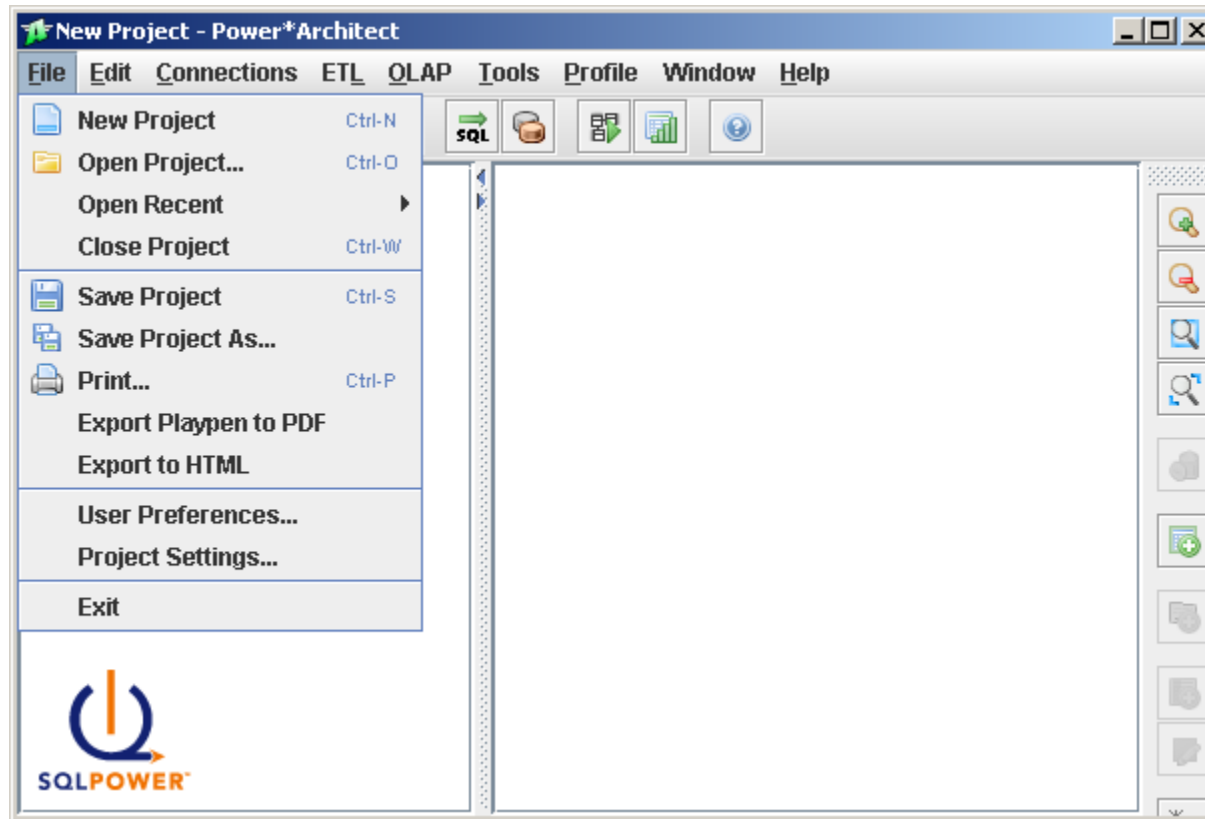 New Project - Power*Architect
File Edit Connections ETL OLAP Tools Profile Window Help
New Project Ctrl-N
Open Project... Ctrl-O
Open Recent
Close Project Ctrl-W
Save Project Ctrl-S
Save Project As...
Print... Ctrl-P
Export Playpen to PDF
Export to HTML
User Preferences...
Project Settings...
Exit
SQL
SQLPOWER